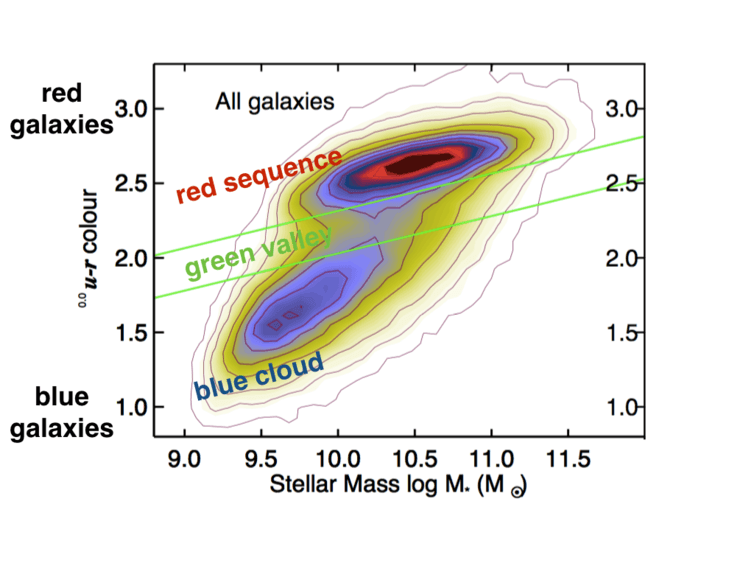 red
galaxies
All galaxies
3.0
3.0
red sequence
2.5
2.5
green valley
2.0
2.0
0.0 u-r colour
1.5
1.5
blue cloud
blue
galaxies
1.0
1.0
9.0 9.5 10.0 10.5 11.0 11.5
Stellar Mass log M* (M⊙)